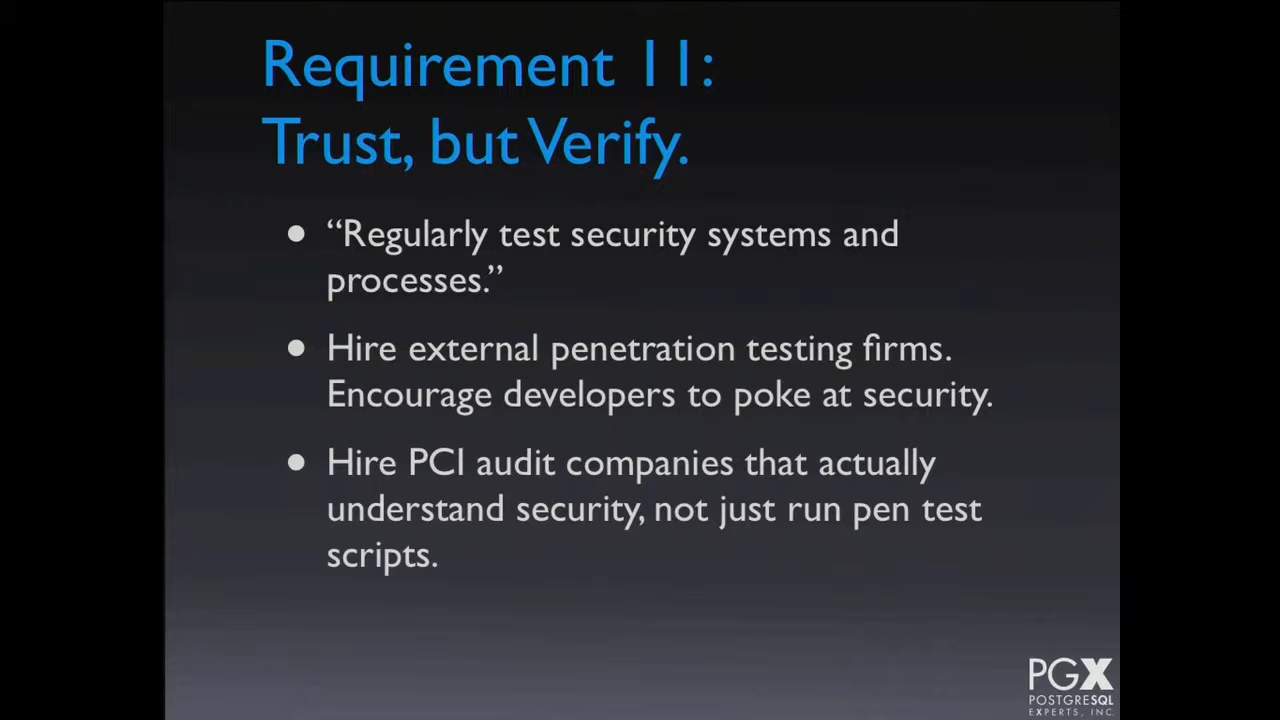 Requirement 11:
Trust, but Verify.
• “Regularly test security systems and
processes.”
• Hire external penetration testing firms.
Encourage developers to poke at security.
• Hire PCI audit companies that actually
understand security, not just run pen test
scripts.
PGX
POSTGRESQL
EXPERTS, INC.